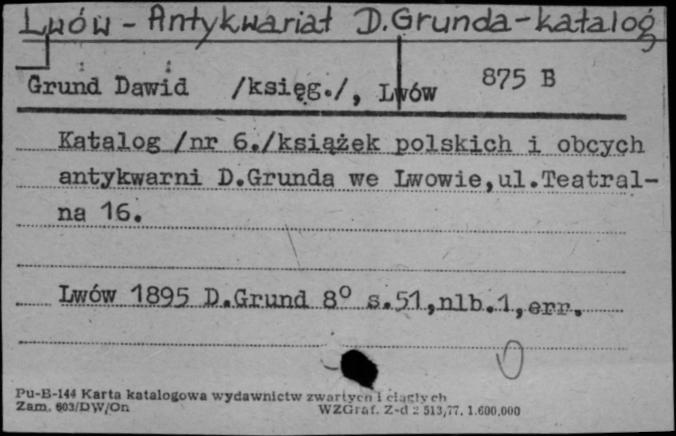 Lwów - Antykwariat D.Grunda - katalog
Grund Dawid /księg./, Lwów 875 B
Katalog /nr 6./książek polskich i obcych
antykwarni D.Grunda we Lwowie,ul.Teatral-
na 16.
Lwów 1895 D.Grund 8° s.51,nlb.1,err.
Pu-B-144 Karta katalogowa wydawnictw zwartych i ciągłych
Zam. 603/DW/On WZGraf. Z-d 2 513,77. 1.600.000